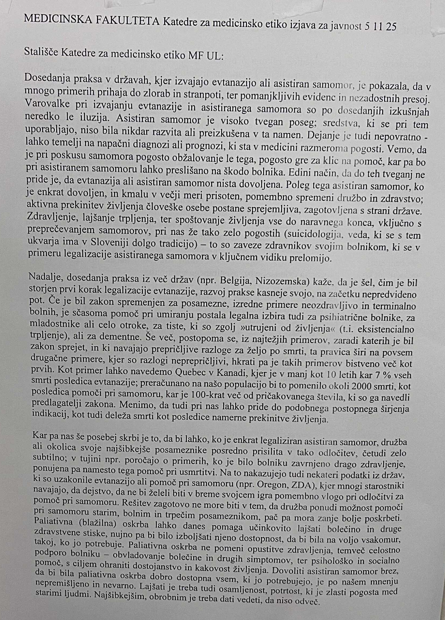 MEDICINSKA FAKULTETA Katedre za medicinsko etiko izjava za javnost 5 11 25
Stališče Katedre za medicinsko etiko MF UL:
Dosedanja praksa v državah, kjer izvajajo evtanazijo ali asistiran samomor, je pokazala, da v
mnogo primerih prihaja do zlorab in stranpoti, ter pomanjkljivih evidenc in nezadostnih presoj.
Varovalke pri izvajanju evtanazije in asistiranega samomora so po dosedanjih izkušnjah
neredko le iluzija. Asistiran samomor je visoko tvegan poseg; sredstva, ki se pri tem
uporabljajo, niso bila nikdar razvita ali preizkušena v ta namen. Dejanje je tudi nepovratno -
lahko temelji na napačni diagnozi ali prognozi, ki sta v medicini razmeroma pogosti. Vemo, da
je pri poskusu samomora pogosto obžalovanje le tega, pogosto gre za klic na pomoč, kar pa bo
pri asistiranem samomoru lahko preslišano na škodo bolnika. Edini način, da do teh tveganj ne
pride je, da evtanazija ali asistiran samomor nista dovoljena. Poleg tega asistiran samomor, ko
je enkrat dovoljen, in kmalu v večji meri prisoten, pomembno spremeni družbo in zdravstvo;
aktivna prekinitev življenja človeške osebe postane sprejemljiva, zagotovljena s strani države.
Zdravljenje, lajšanje trpljenja, ter spoštovanje življenja vse do naravnega konca, vključno s
preprečevanjem samomorov, pri nas že tako zelo pogostih (suicidologija, veda, ki se s tem
ukvarja ima v Sloveniji dolgo tradicijo) – to so zaveze zdravnikov svojim bolnikom, ki se v
primeru legalizacije asistiranega samomora v ključnem vidiku prelomijo.
Nadalje, dosedanja praksa iz več držav (npr. Belgija, Nizozemska) kaže, da je šel, čim je bil
storjen prvi korak legalizacije evtanazije, razvoj prakse kasneje svojo, na začetku nepredvideno
pot. Če je bil zakon sprejemen za posamezne, izredne primere neozdravljivo in terminalno
bolnih, je sčasoma pomoč pri umiranju postala legalna izbira tudi za psihiatrične bolnike, za
mladostnike ali celo otroke, za tiste, ki so zgolj »utrujeni od življenja« (t.i. eksistencialno
trpljenje), ali za dementne. Še več, postopoma se, iz najtežjih primerov, zaradi katerih je bil
zakon sprejet, in ki navajajo prepričljive razloge za željo po smrti, ta pravica širi na povsem
drugačne primere, kjer so razlogi neprepričljivi, hkrati pa je takih primerov bistveno več kot
prvih. Kot primer lahko navedemo Quebec v Kanadi, kjer je v manj kot 10 letih kar 7 % vseh
smrti posledica evtanazije; preračunano na našo populacijo bi to pomenilo okoli 2000 smrti, kot
posledica pomoči pri samomoru, kar je 100-krat več od pričakovanega števila, ki so ga navedli
predlagatelji zakona. Menimo, da tudi pri nas lahko pride do podobnega postopnega širjenja
indikacij, kot tudi deleža smrti kot posledice namerne prekinitve življenja.
Kar pa nas še posebej skrbi je to, da bi lahko, ko je enkrat legaliziran asistiran samomor, družba
ali okolica svoje najšibkejše posameznike posredno prisilila v tako odločitev, četudi zelo
subtilno; v tujini npr. poročajo o primerih, ko je bilo bolniku zavrnjeno drago zdravljenje,
ponujena pa namesto tega pomoč pri usmrtitvi. Na to nakazujejo tudi nekateri podatki iz držav,
ki so uzakonile evtanazijo ali pomoč pri samomoru (npr. Oregon, ZDA), kjer mnogi starostniki
navajajo, da dejstvo, da ne bi želeli biti v breme svojcem igra pomembno vlogo pri odločitvi za
pomoč pri samomoru. Rešitev zagotovo ne more biti v tem, da družba ponudi možnost pomoči
pri samomoru starim, bolnim in trpečim posameznikom, pač pa mora zanje bolje poskrbeti.
Paliativna (blažilna) oskrba lahko danes pomaga učinkovito lajšati bolečino in druge
zdravstvene stiske, nujno pa bi bilo izboljšati njeno dostopnost, da bi bila na voljo vsakomur,
takoj, ko jo potrebuje. Paliativna oskrba ne pomeni opustitve zdravljenja, temveč celostno
podporo bolniku – obvladovanje bolečine in drugih simptomov, ter psihološko in socialno
pomoč, s ciljem ohraniti dostojanstvo in kakovost življenja. Dovoliti asistiran samomor brez,
da bi bila paliativna oskrba dobro dostopna vsem, ki jo potrebujejo, je po našem mnenju
nepremišljeno in nevarno. Lajšati je treba tudi osamljenost, potrtost, ki je zlasti pogosta med
starimi ljudmi. Najšibkejšim, obrobnim je treba dati vedeti, da niso odveč.